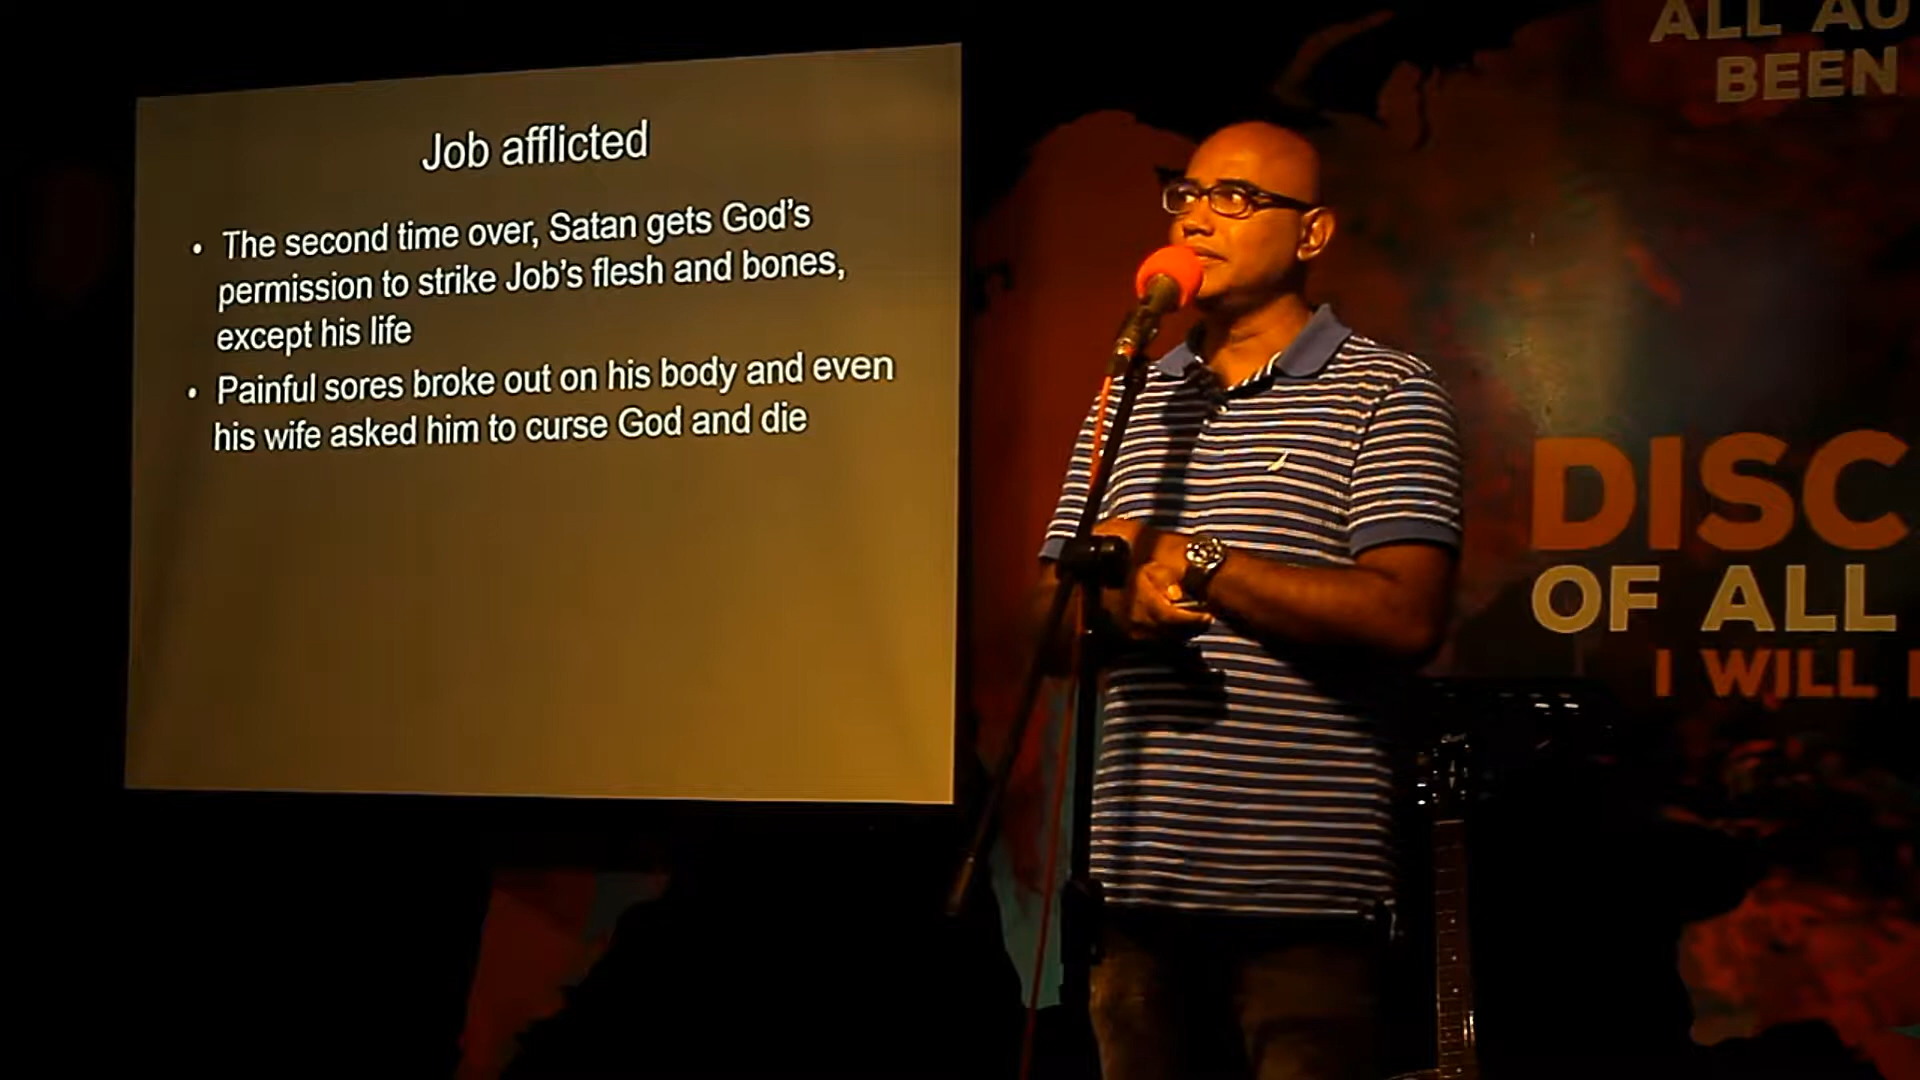 Job afflicted
• The second time over, Satan gets God's
permission to strike Job's flesh and bones,
except his life
• Painful sores broke out on his body and even
his wife asked him to curse God and die
ALL AU
BEEN
DISC
OF ALL
I WILL